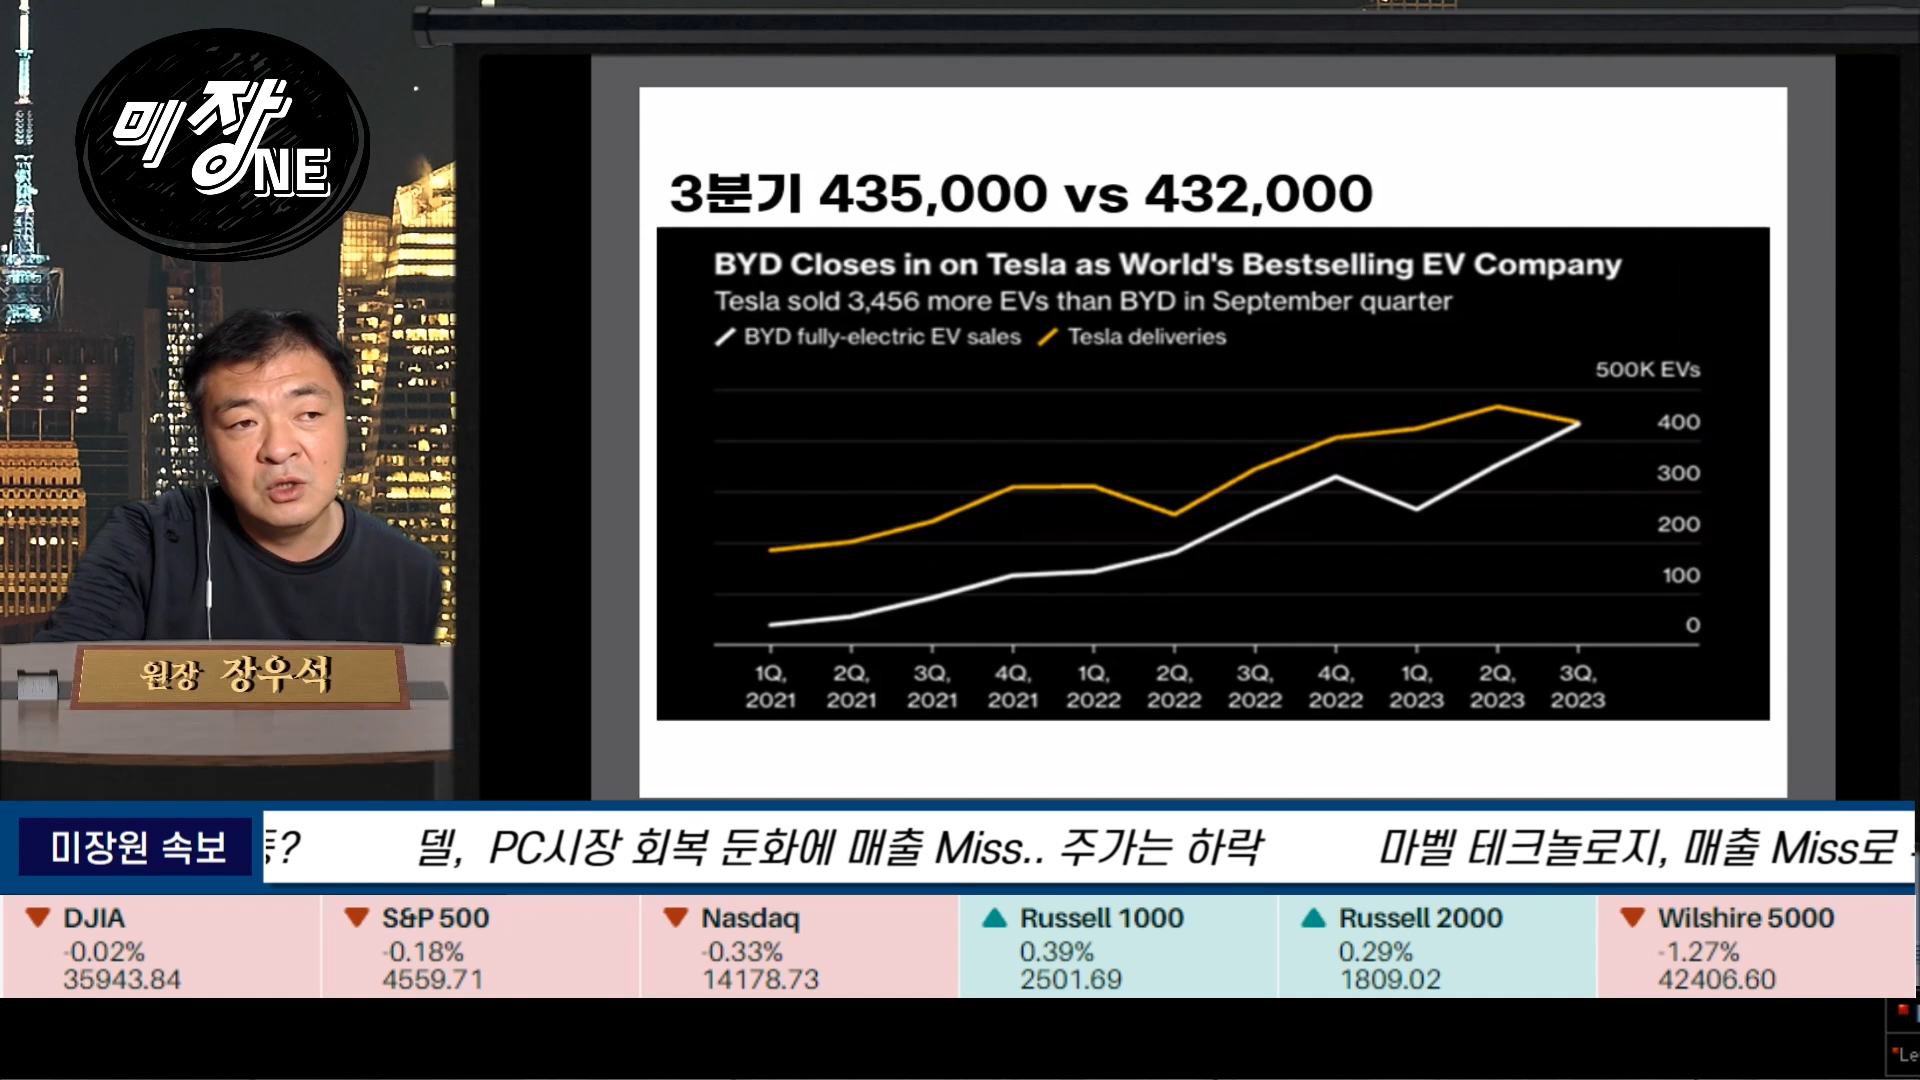 미장NE
3분기 435,000 vs 432,000
BYD Closes in on Tesla as World's Bestselling EV Company
Tesla sold 3,456 more EVs than BYD in September quarter
BYD fully-electric EV sales Tesla deliveries
500K EVs
400
300
200
100
0
1Q, 2Q, 3Q, 4Q, 1Q, 2Q, 3Q, 4Q, 1Q, 2Q, 3Q,
2021 2021 2021 2021 2022 2022 2022 2022 2023 2023 2023
원장 장우석
미장원 속보
? 델, PC시장 회복 둔화에 매출 Miss.. 주가는 하락 마벨 테크놀로지, 매출 Miss로
DJIA S&P 500 Nasdaq Russell 1000 Russell 2000 Wilshire 5000
-0.02% -0.18% -0.33% 0.39% 0.29% -1.27%
35943.84 4559.71 14178.73 2501.69 1809.02 42406.60